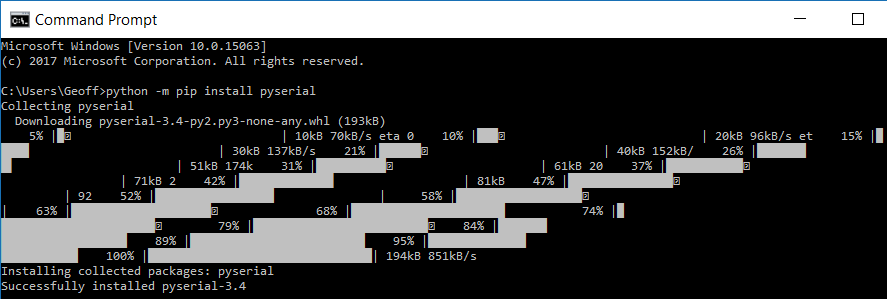 Command Prompt
Microsoft Windows [Version 10.0.15063]
(c) 2017 Microsoft Corporation. All rights reserved.
C:\Users\Geoff>python -m pip install pyserial
Collecting pyserial
Downloading pyserial-3.4-py2.py3-none-any.whl (193kB)
5% | | 10kB 70kB/s eta 0 10% | | 20kB 96kB/s et 15% |
| 30kB 137kB/s 21% | | 40kB 152kB/ 26% |
| 51kB 174k 31% | | 61kB 20 37% |
| 71kB 2 42% | | 81kB 47% |
| 92 52% | | 58% |
| 63% | 68% | 74% |
79% | 84% |
89% | 95% |
| 100% | | 194kB 851kB/s
Installing collected packages: pyserial
Successfully installed pyserial-3.4